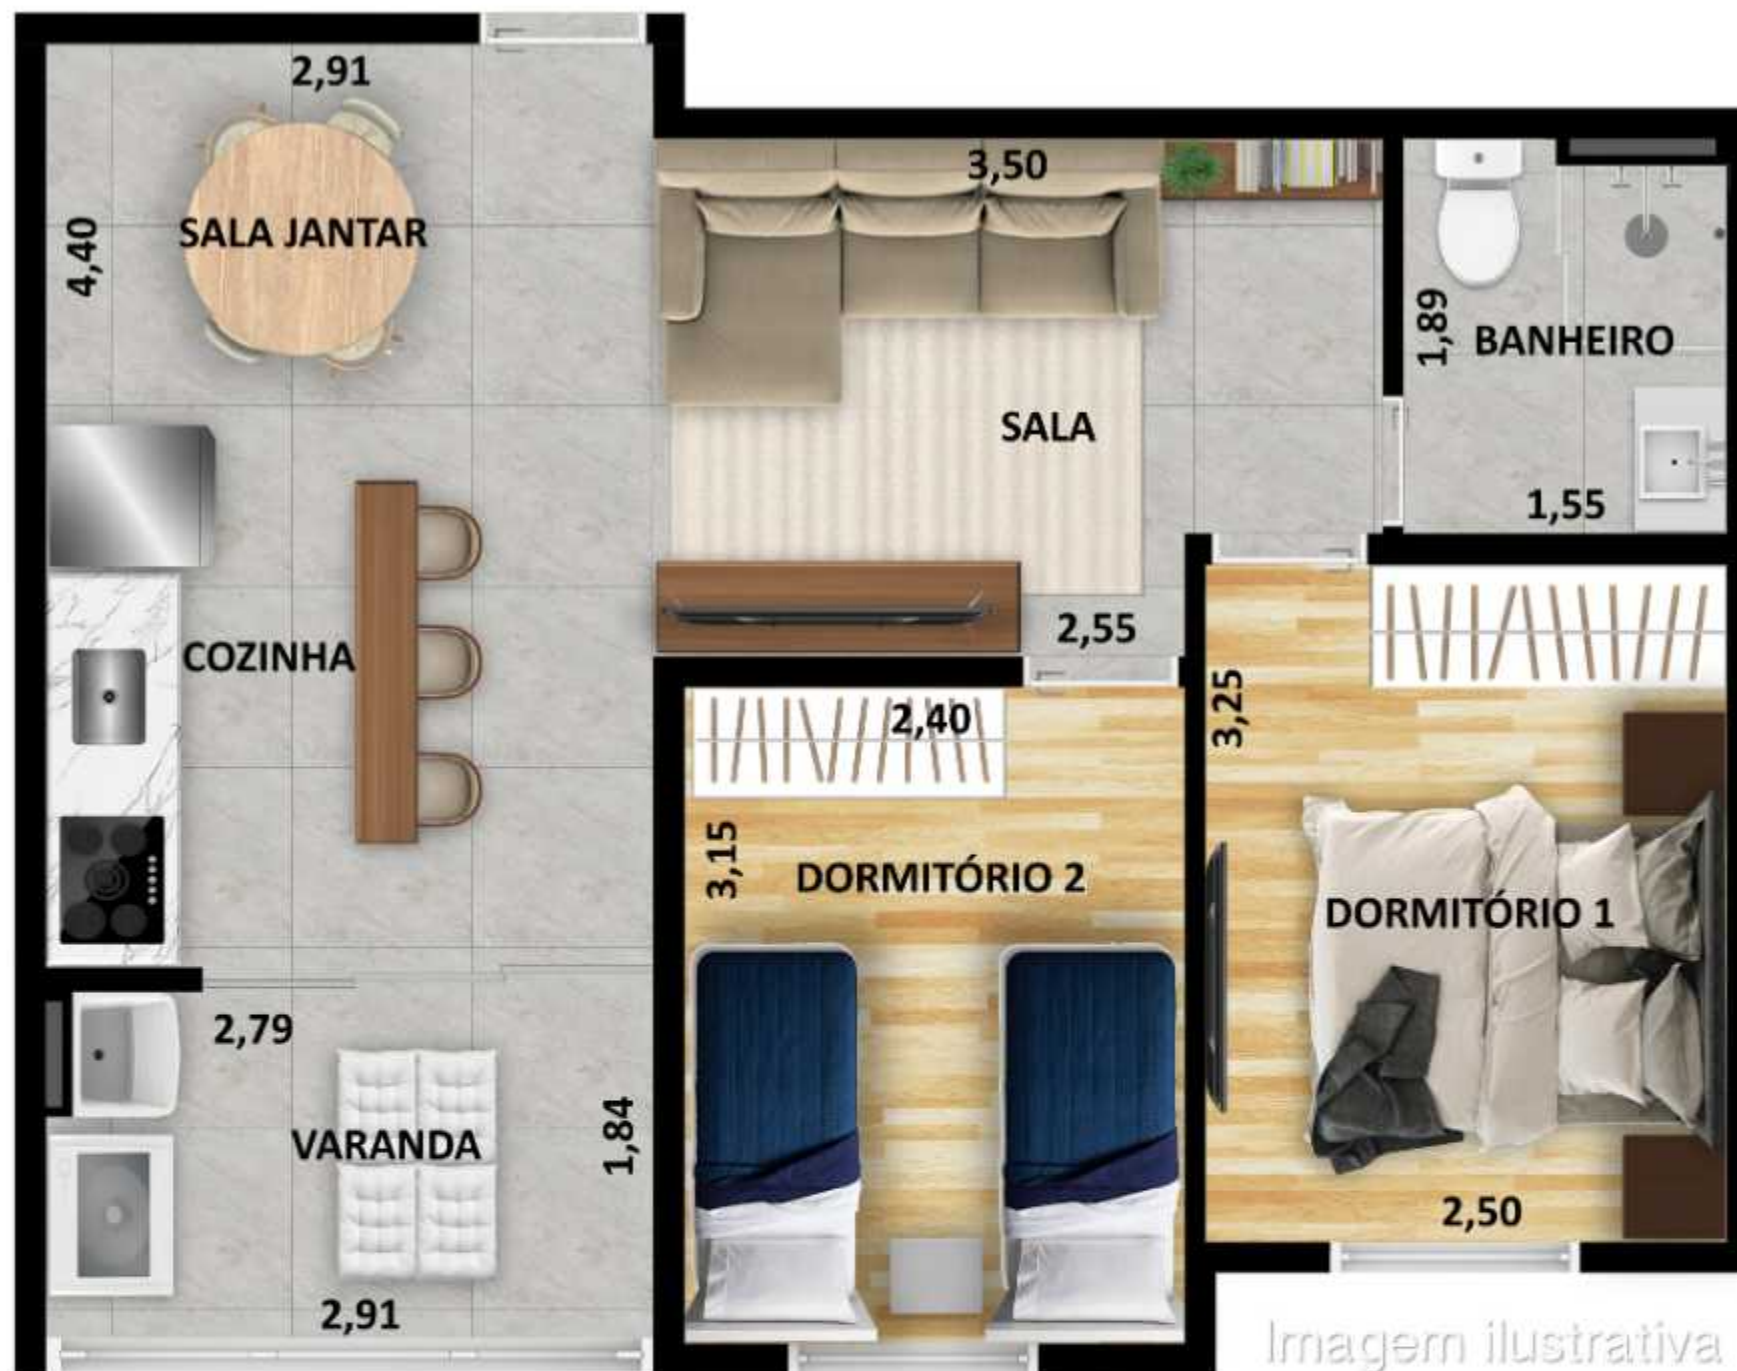 2,91
3,50
SALA JANTAR
4,40
1,89
BANHEIRO
SALA
1,55
2,55
COZINHA
2,40
3,25
3,15
DORMITÓRIO 2
DORMITÓRIO 1
2,79
VARANDA
1,84
2,50
2,91
Imagem ilustrativa